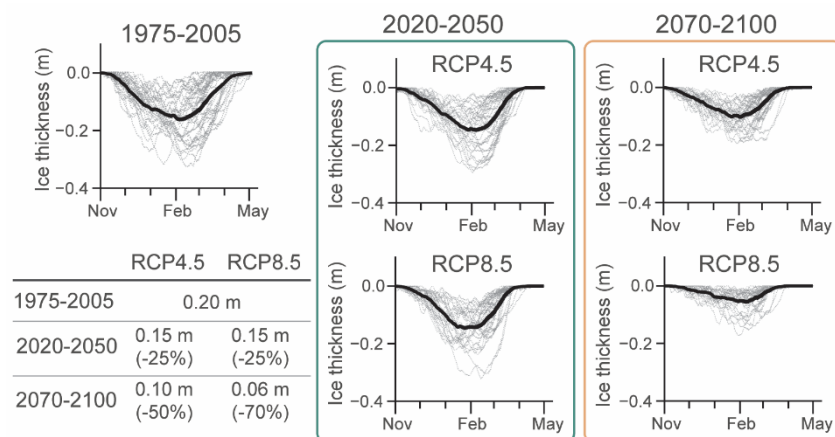 1975-2005
Ice thickness (m)
0.0
−0.2
−0.4
Nov
Feb
May
RCP4.5 RCP8.5
1975-2005 0.20 m
2020-2050 0.15 m 0.15 m
(-25%) (-25%)
2070-2100 0.10 m 0.06 m
(-50%) (-70%)
2020-2050
RCP4.5
Ice thickness (m)
0.0
−0.2
−0.4
Nov
Feb
May
RCP8.5
Ice thickness (m)
0.0
−0.2
−0.4
Nov
Feb
May
2070-2100
RCP4.5
Ice thickness (m)
0.0
−0.2
−0.4
Nov
Feb
May
RCP8.5
Ice thickness (m)
0.0
−0.2
−0.4
Nov
Feb
May